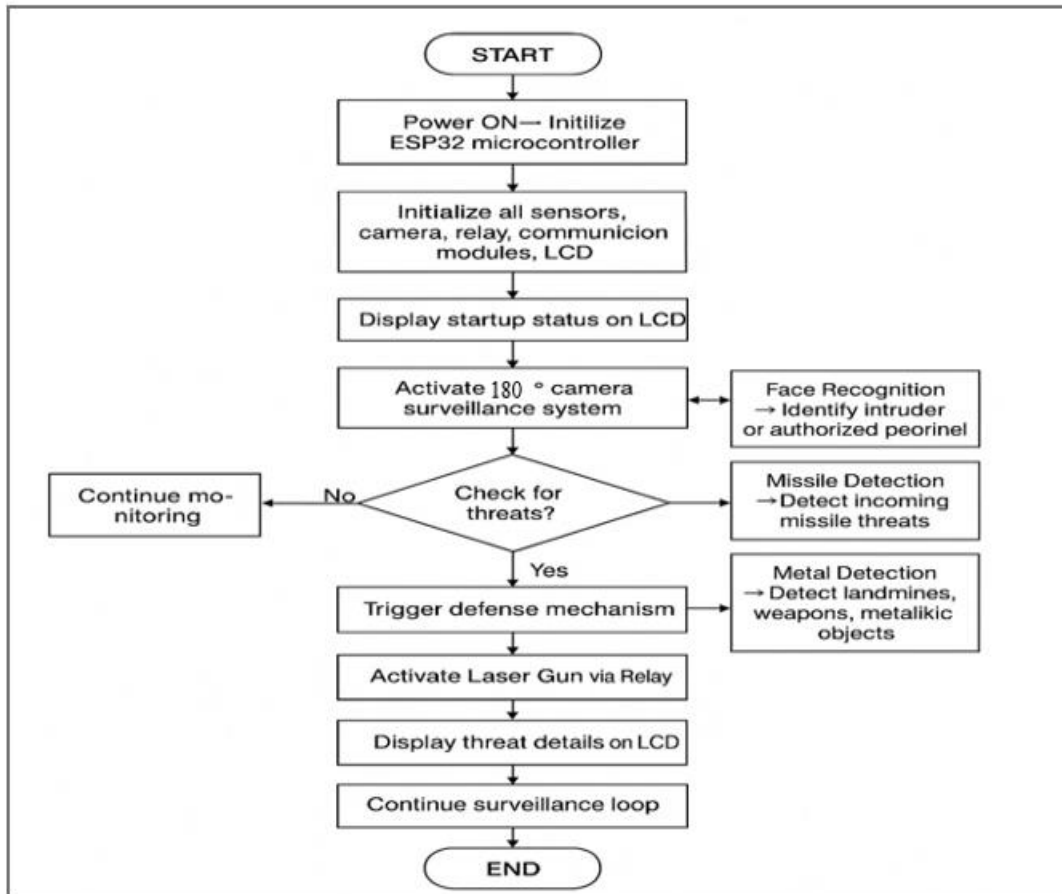 START
Power ON→ Initilize
ESP32 microcontroller
Initialize all sensors,
camera, relay, communicion
modules, LCD
Display startup status on LCD
Activate 180 ° camera
surveillance system
Face Recognition
→ Identify intruder
or authorized peorinel
Check for
threats?
No
Continue mo-
nitoring
Missile Detection
→ Detect incoming
missile threats
Yes
Trigger defense mechanism
Metal Detection
→ Detect landmines,
weapons, metalikic
objects
Activate Laser Gun via Relay
Display threat details on LCD
Continue surveillance loop
END